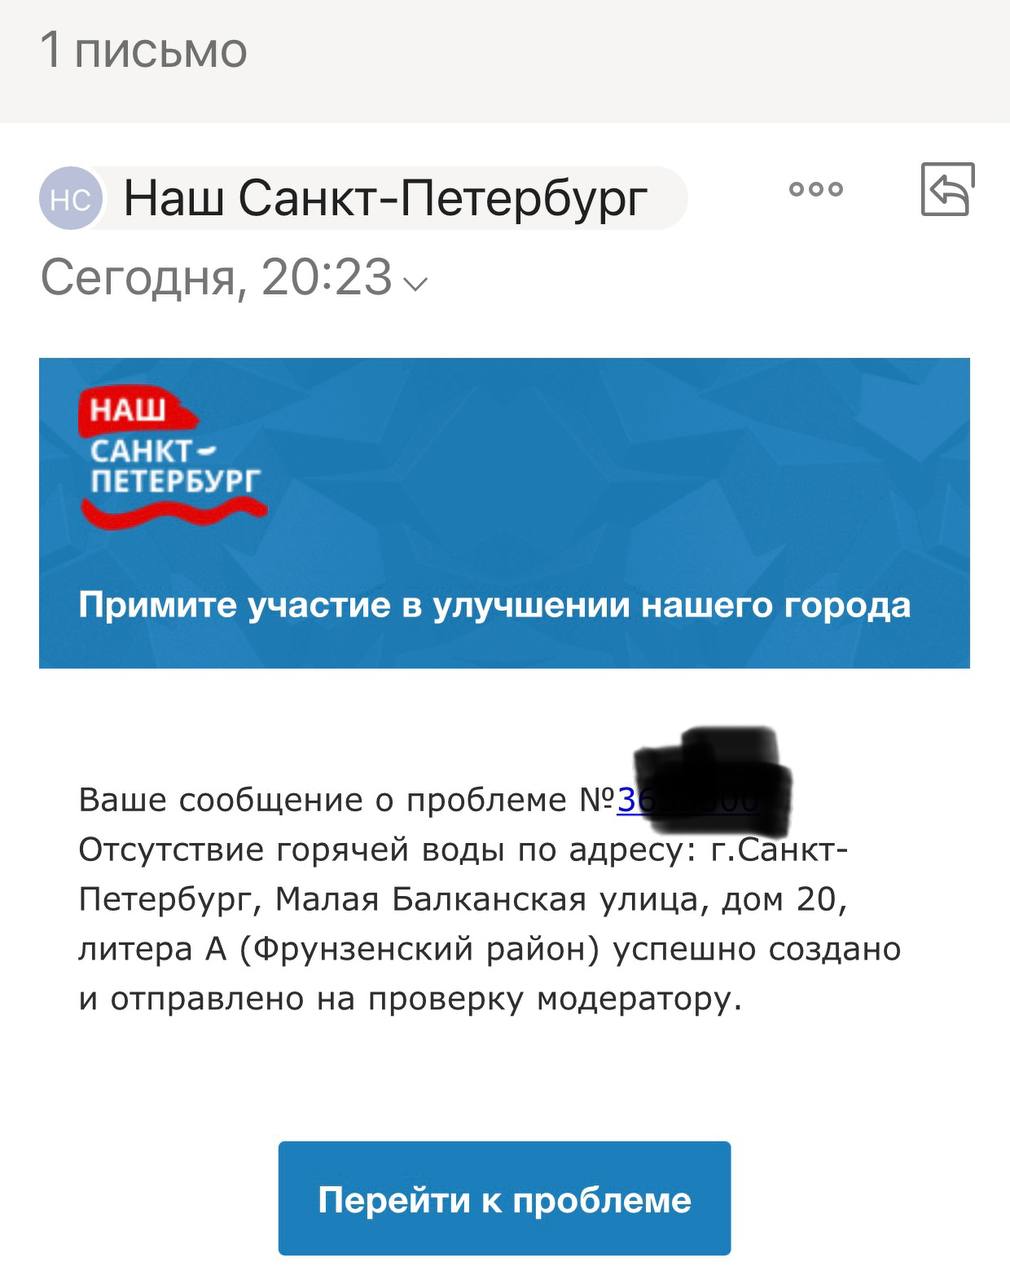 1 письмо
НС Наш Санкт-Петербург
Сегодня, 20:23
НАШ
САНКТ-
ПЕТЕРБУРГ
Примите участие в улучшении нашего города
Ваше сообщение о проблеме №
Отсутствие горячей воды по адресу: г.Санкт-
Петербург, Малая Балканская улица, дом 20,
литера А (Фрунзенский район) успешно создано
и отправлено на проверку модератору.
Перейти к проблеме